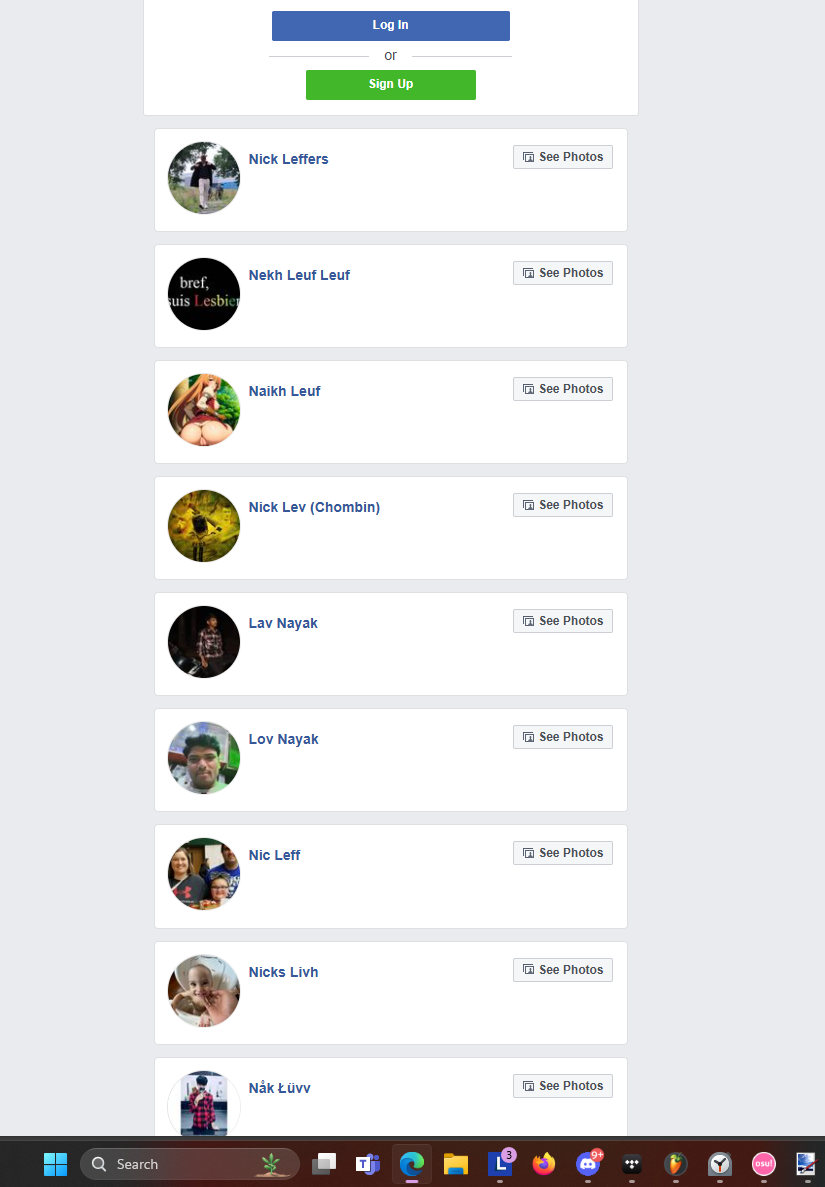 Log In
or
Sign Up
Nick Leffers
See Photos
bref,
suis Lesbien
Nekh Leuf Leuf
See Photos
Naikh Leuf
See Photos
Nick Lev (Chombin)
See Photos
Lav Nayak
See Photos
Lov Nayak
See Photos
Nic Leff
See Photos
Nicks Livh
See Photos
Nåk Łüvv
See Photos
Search
T
L
3
9+
osu!